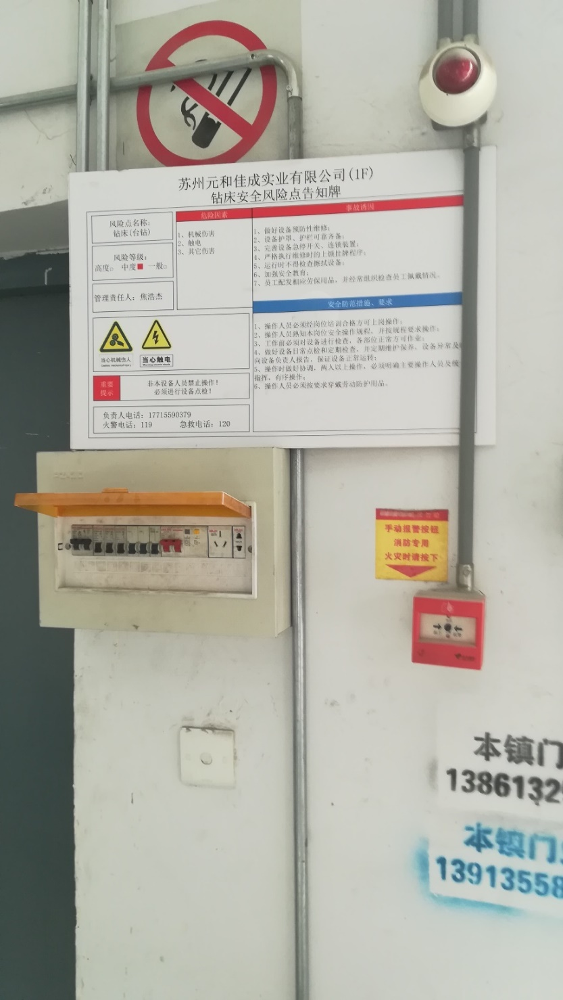 苏州元和佳成实业有限公司(1F)
钻床安全风险点告知牌
风险点名称:
钻床(台钻)
风险等级:
高度□ 中度■ 一般□
管理责任人: 焦浩杰
当心机械伤人
当心触电
重要
提示
非本设备人员禁止操作!
必须进行设备点检!
负责人电话: 17715590379
火警电话: 119 急救电话: 120
危险因素
1、机械伤害
2、触电
3、其它伤害
事故诱因
1、做好设备预防性维修;
2、设备护罩、护栏可靠齐备;
3、完善设备急停开关、连锁装置;
4、严格执行维修时的上锁挂牌程序;
5、运行时不得检查擦拭设备;
6、加强安全教育;
7、员工配发相应劳保用品, 并经常组织检查员工佩戴情况。
安全防范措施、要求
1、操作人员必须经岗位培训合格方可上岗操作;
2、操作人员熟知本岗位安全操作规程, 并按规程要求操作;
3、工作前必须对设备进行检查, 各部位正常方可作业;
4、做好设备日常点检和定期检查, 并定期维护保养、设备异常及
向设备负责人报告, 保证设备正常运转;
5、操作时做好协调, 两人以上操作, 必须明确主要操作人员及统
指挥, 有序操作;
6、操作人员必须按要求穿戴劳动防护用品。
手动报警按钮
消防专用
火灾时请按下
本镇门
1386132
本镇门
13913558